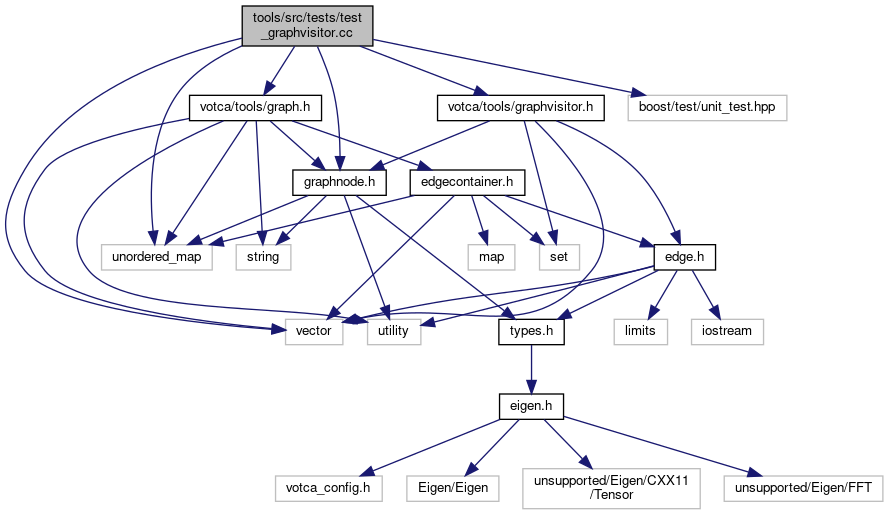 tools/src/tests/test
_graphvisitor.cc
votca/tools/graph.h
votca/tools/graphvisitor.h
boost/test/unit_test.hpp
graphnode.h
edgecontainer.h
unordered_map
string
map
set
edge.h
vector
utility
types.h
limits
iostream
eigen.h
votca_config.h
Eigen/Eigen
unsupported/Eigen/CXX11
/Tensor
unsupported/Eigen/FFT